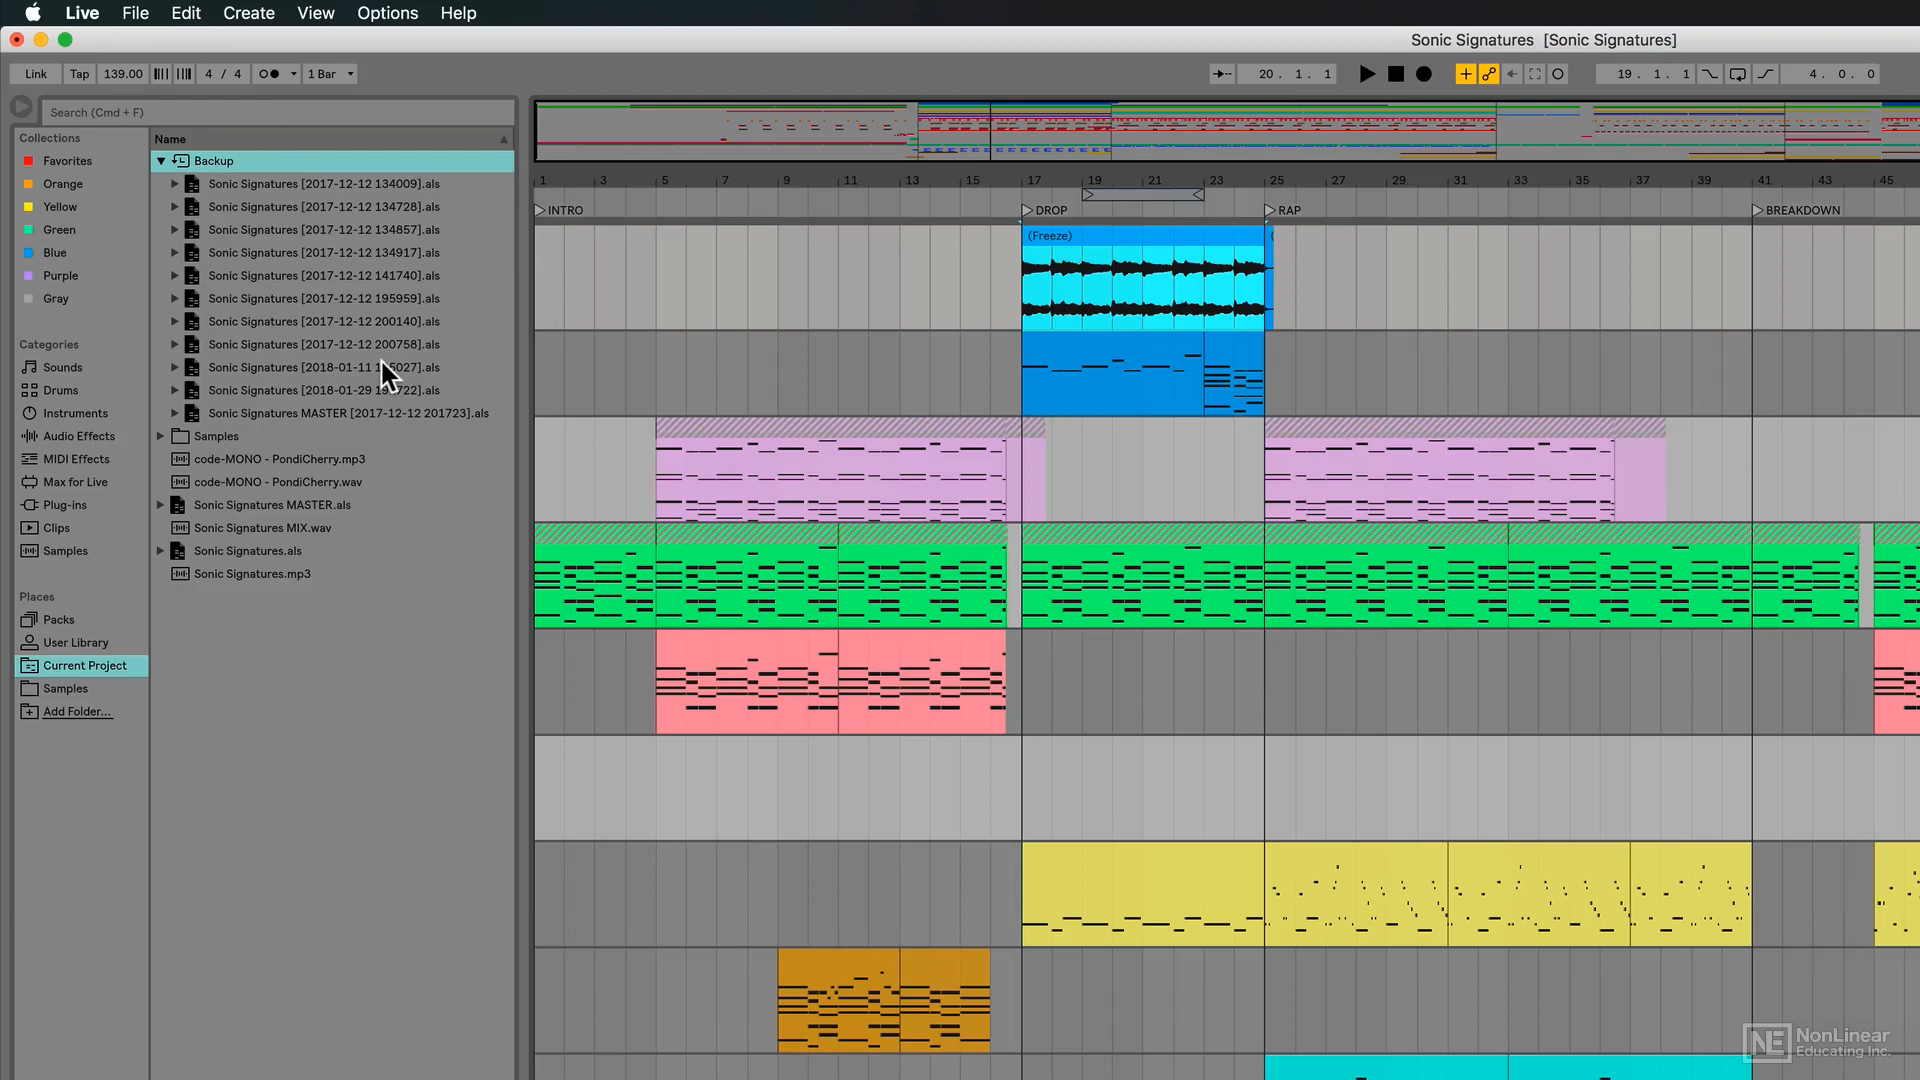 Live File Edit Create View Options Help
Sonic Signatures [Sonic Signatures]
Link Tap 139.00 4 / 4 1 Bar 20. 1. 1 19. 1. 1 4. 0. 0
Search (Cmd + F)
Collections
Favorites
Orange
Yellow
Green
Blue
Purple
Gray
Categories
Sounds
Drums
Instruments
Audio Effects
MIDI Effects
Max for Live
Plug-ins
Clips
Samples
Places
Packs
User Library
Current Project
Samples
Add Folder...
Name
Backup
Sonic Signatures [2017-12-12 134009].als
Sonic Signatures [2017-12-12 134728].als
Sonic Signatures [2017-12-12 134857].als
Sonic Signatures [2017-12-12 134917].als
Sonic Signatures [2017-12-12 141740].als
Sonic Signatures [2017-12-12 195959].als
Sonic Signatures [2017-12-12 200140].als
Sonic Signatures [2017-12-12 200758].als
Sonic Signatures [2018-01-11
Sonic Signatures [2018-01-29
Sonic Signatures MASTER [2017-12-12 201723].als
Samples
code-MONO - PondiCherry.mp3
code-MONO - PondiCherry.wav
Sonic Signatures MASTER.als
Sonic Signatures MIX.wav
Sonic Signatures.als
Sonic Signatures.mp3
1 3 5 7 9 11 13 15 17 19 21 23 25 27 29 31 33 35 37 39 41 43 45
INTRO DROP RAP BREAKDOWN
(Freeze) (
NE NonLinear
Educating Inc.